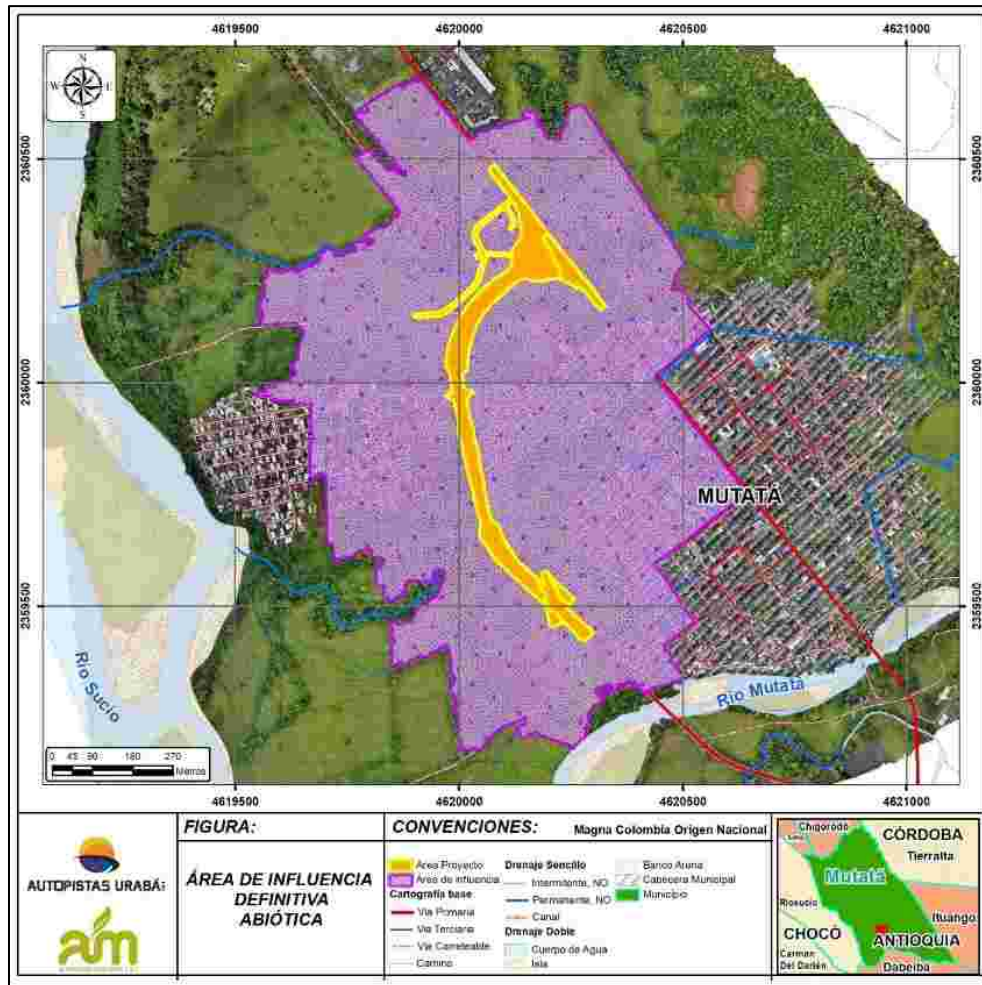 4619500 4620000 4620500 4621000
N
W E
S
2360500 2360500
2360000 2360000
2359500 2359500
MUTATÁ
Río Sucio
Río Mutatá
0 45 90 180 270
Metros
4619500 4620000 4620500 4621000
AUTOPISTAS URABÁ
FIGURA:
ÁREA DE INFLUENCIA
DEFINITIVA
ABIÓTICA
CONVENCIONES: Magna Colombia Origen Nacional
Área Proyecto
Área de influencia
Cartografía base
Vía Primaria
Vía Terciaria
Vía Carreteable
Camino
Drenaje Sencillo
Intermitente, NO
Permanente, NO
Canal
Drenaje Doble
Cuerpo de Agua
Isla
Banco Arena
Cabecera Municipal
Municipio
Chigorodó
CÓRDOBA
Tierralta
Mutatá
Riosucio
Ituango
CHOCÓ
ANTIOQUIA
Carmen
Del Darién
Dabeiba